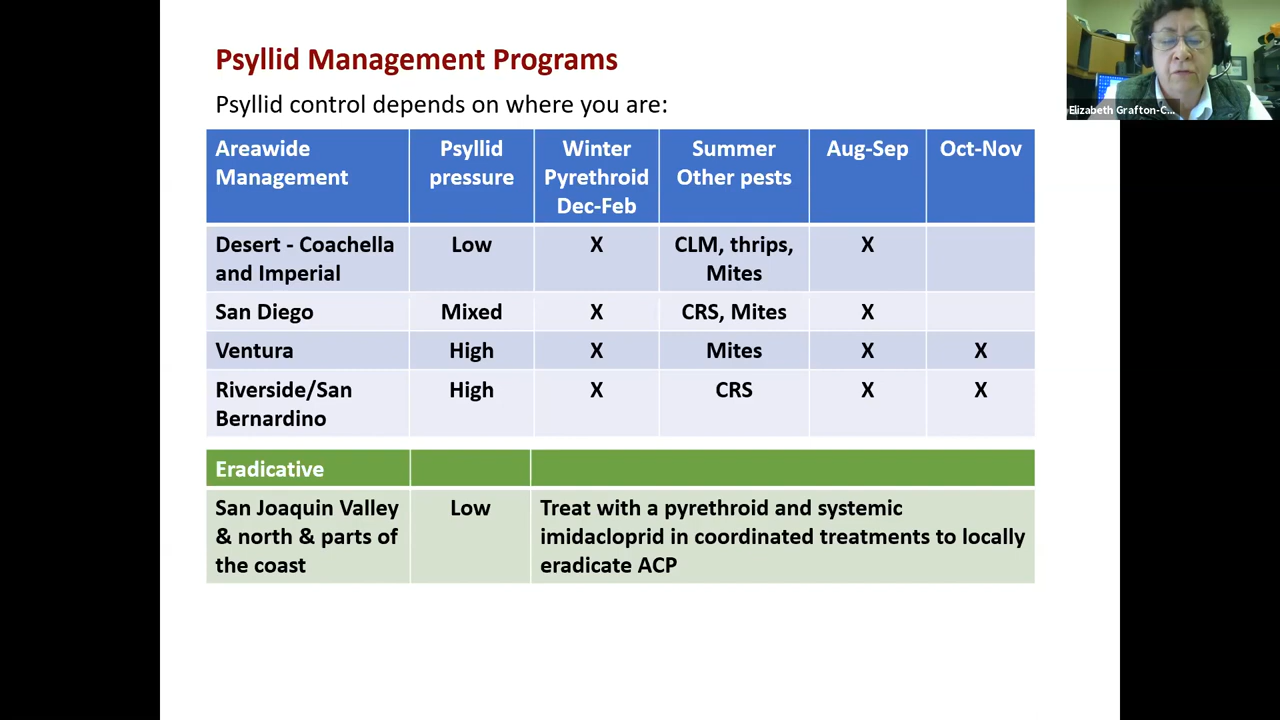 Psyllid Management Programs
Psyllid control depends on where you are:
Elizabeth Grafton-C...
Areawide Management
Psyllid pressure
Winter Pyrethroid Dec-Feb
Summer Other pests
Aug-Sep
Oct-Nov
Desert - Coachella and Imperial
Low
X
CLM, thrips, Mites
X
San Diego
Mixed
X
CRS, Mites
X
Ventura
High
X
Mites
X
X
Riverside/San Bernardino
High
X
CRS
X
X
Eradicative
San Joaquin Valley & north & parts of the coast
Low
Treat with a pyrethroid and systemic imidacloprid in coordinated treatments to locally eradicate ACP